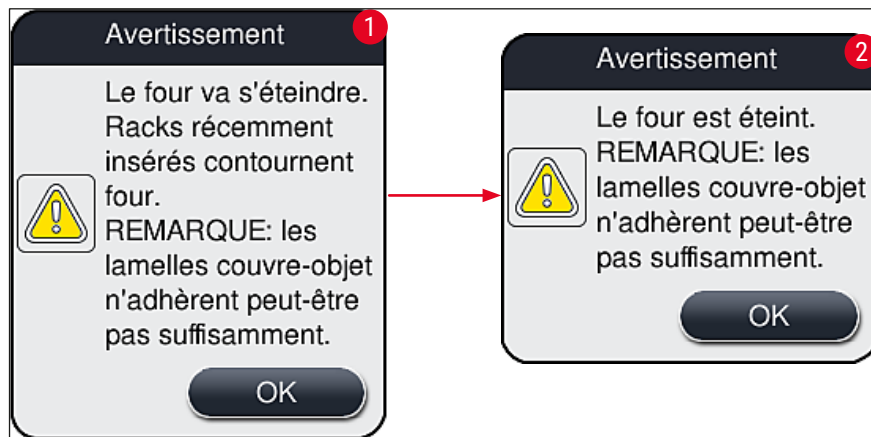 Avertissement
1
Le four va s'éteindre.
Racks récemment
insérés contournent
four.
REMARQUE: les
lamelles couvre-objet
n'adhèrent peut-être
pas suffisamment.
OK
Avertissement
2
Le four est éteint.
REMARQUE: les
lamelles couvre-objet
n'adhèrent peut-être
pas suffisamment.
OK